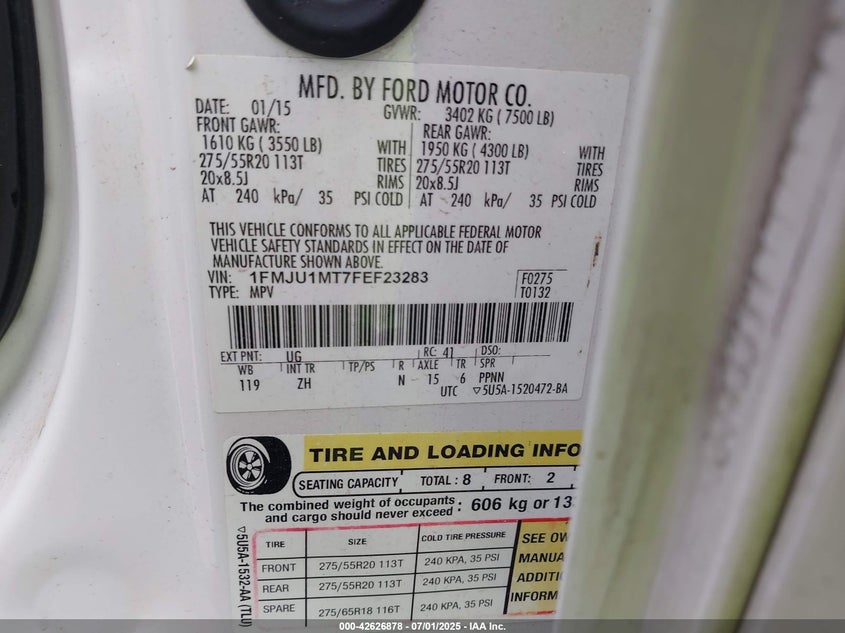 MFD. BY FORD MOTOR CO.
DATE: 01/15 GVWR: 3402 KG ( 7500 LB)
FRONT GAWR: REAR GAWR:
1610 KG ( 3550 LB) WITH 1950 KG ( 4300 LB) WITH
275/55R20 113T TIRES 275/55R20 113T TIRES
20x8.5J RIMS 20x8.5J RIMS
AT 240 kPa/ 35 PSI COLD AT 240 kPa/ 35 PSI COLD
THIS VEHICLE CONFORMS TO ALL APPLICABLE FEDERAL MOTOR
VEHICLE SAFETY STANDARDS IN EFFECT ON THE DATE OF
MANUFACTURE SHOWN ABOVE.
VIN: 1FMJU1MT7FEF23283 F0275
TYPE: MPV T0132
EXT PNT: UG RC: 41 DSO:
WB INT TR TP/PS R AXLE TR SPR
119 ZH N 15 6 PPNN
UTC ▽5U5A-1520472-BA
TIRE AND LOADING INFO
SEATING CAPACITY TOTAL : 8 FRONT: 2
The combined weight of occupants and cargo should never exceed : 606 kg or 133
TIRE SIZE COLD TIRE PRESSURE
FRONT 275/55R20 113T 240 KPA, 35 PSI
REAR 275/55R20 113T 240 KPA, 35 PSI
SPARE 275/65R18 116T 240 KPA, 35 PSI
SEE OW
MANUA
ADDITIO
INFORM
▽5U5A-1532-AA (TLU)
000-42626878 - 07/01/2025 - IAA Inc.